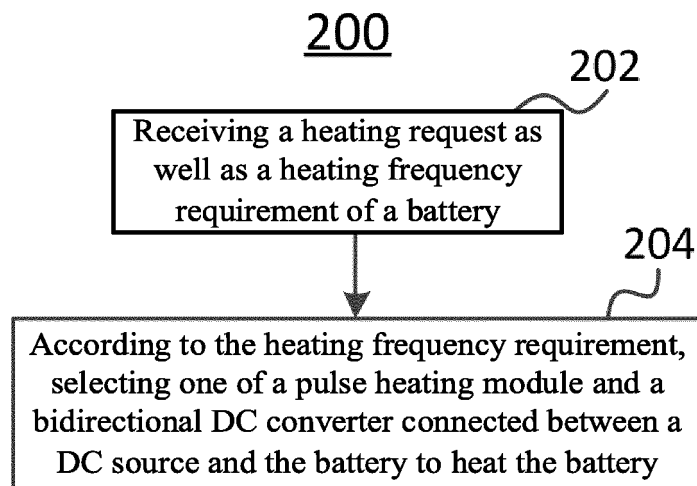 200
202
Receiving a heating request as
well as a heating frequency
requirement of a battery
204
According to the heating frequency requirement,
selecting one of a pulse heating module and a
bidirectional DC converter connected between a
DC source and the battery to heat the battery